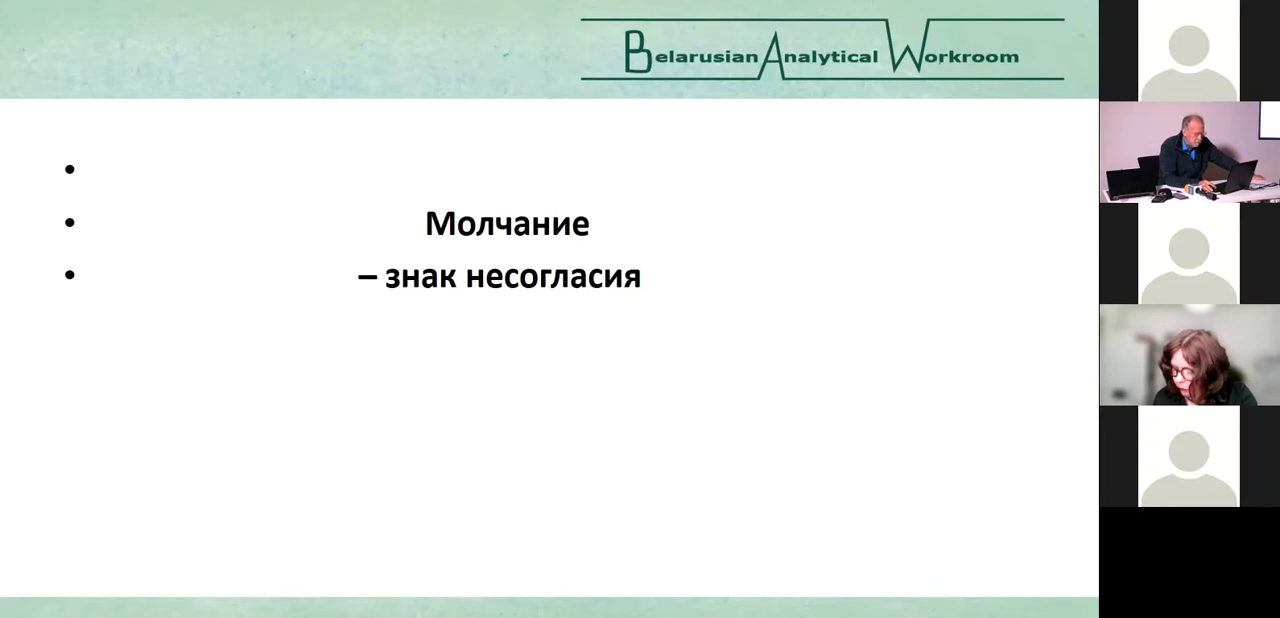 Belarusian Analytical Workroom
Молчание
– знак несогласия